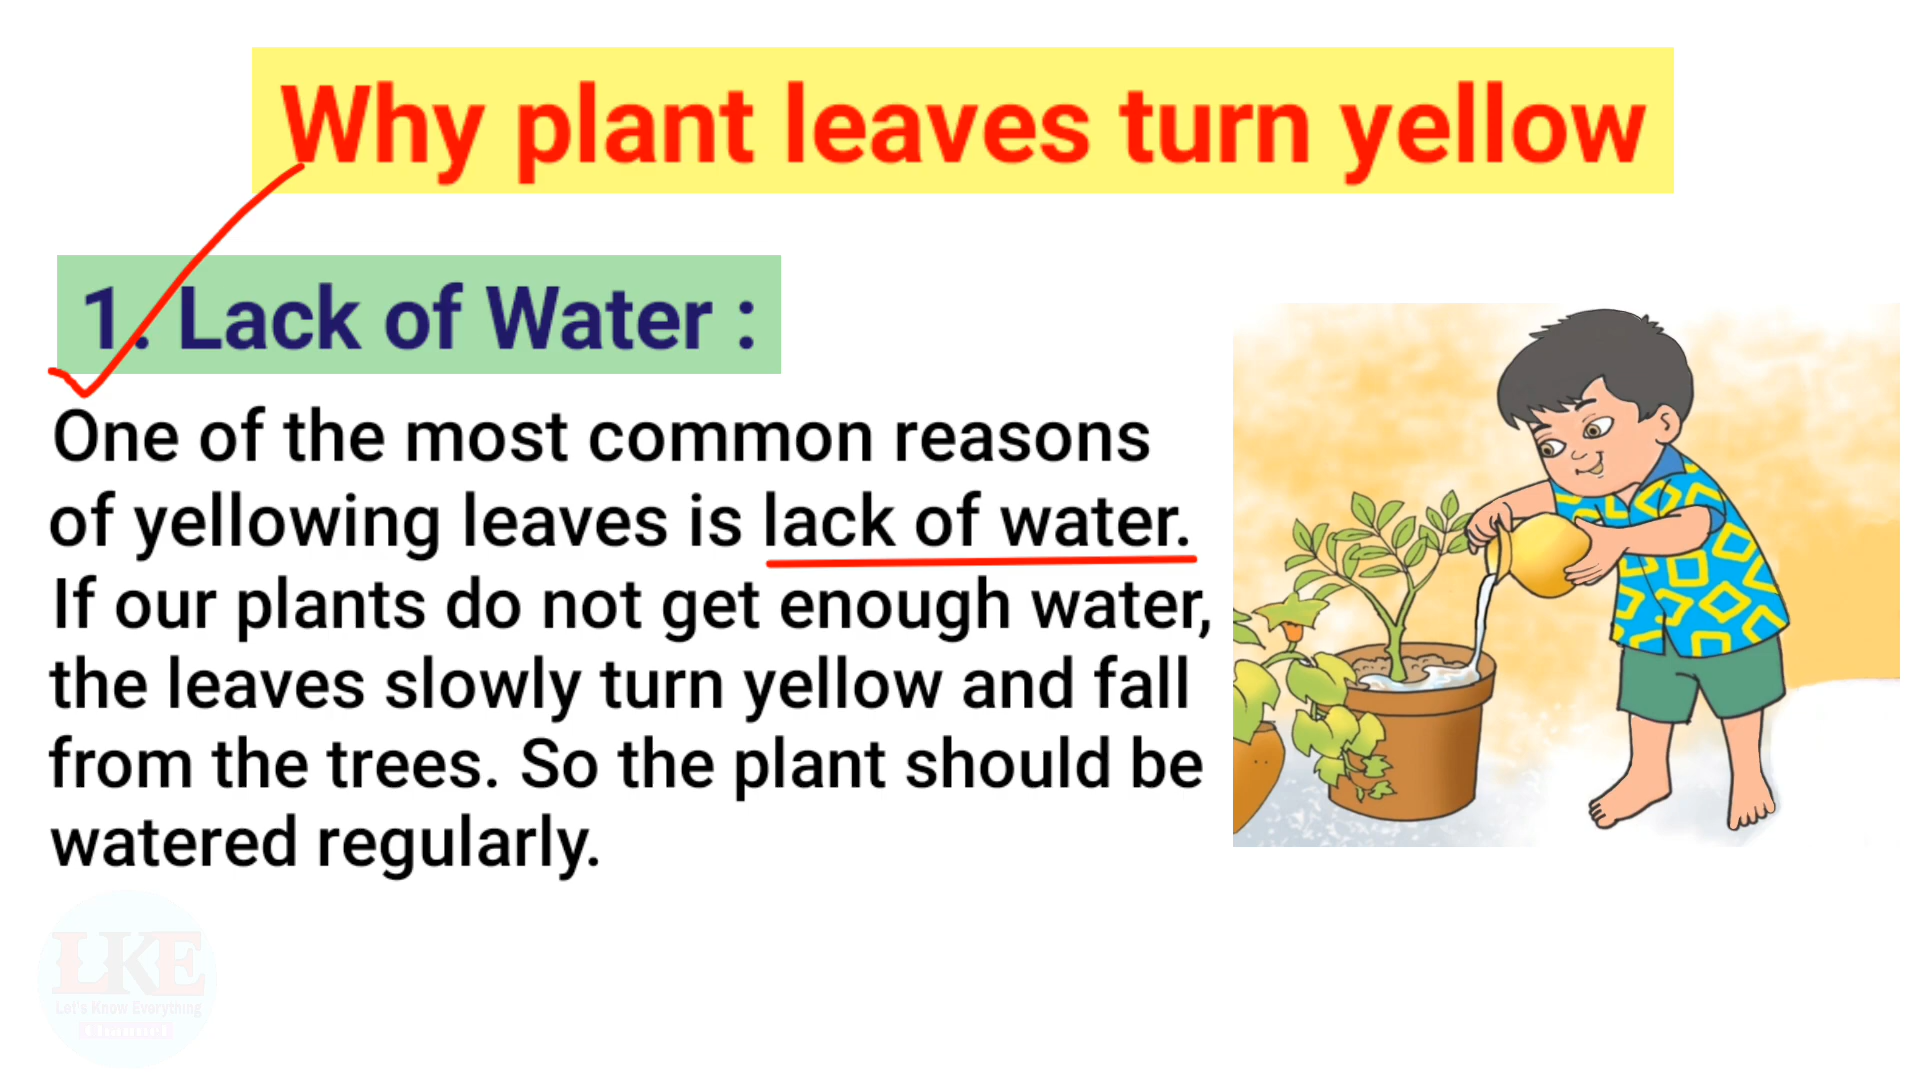 Why plant leaves turn yellow
1. Lack of Water :
One of the most common reasons
of yellowing leaves is lack of water.
If our plants do not get enough water,
the leaves slowly turn yellow and fall
from the trees. So the plant should be
watered regularly.
LKE
Let's Know Everything